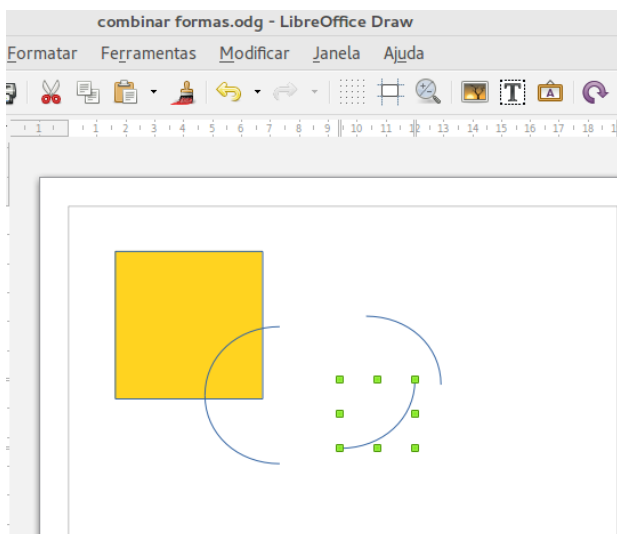 combinar formas.odg - LibreOffice Draw
Formatar Ferramentas Modificar Janela Ajuda
T A
1 1 2 3 4 5 6 7 8 9 10 11 12 13 14 15 16 17 18 1